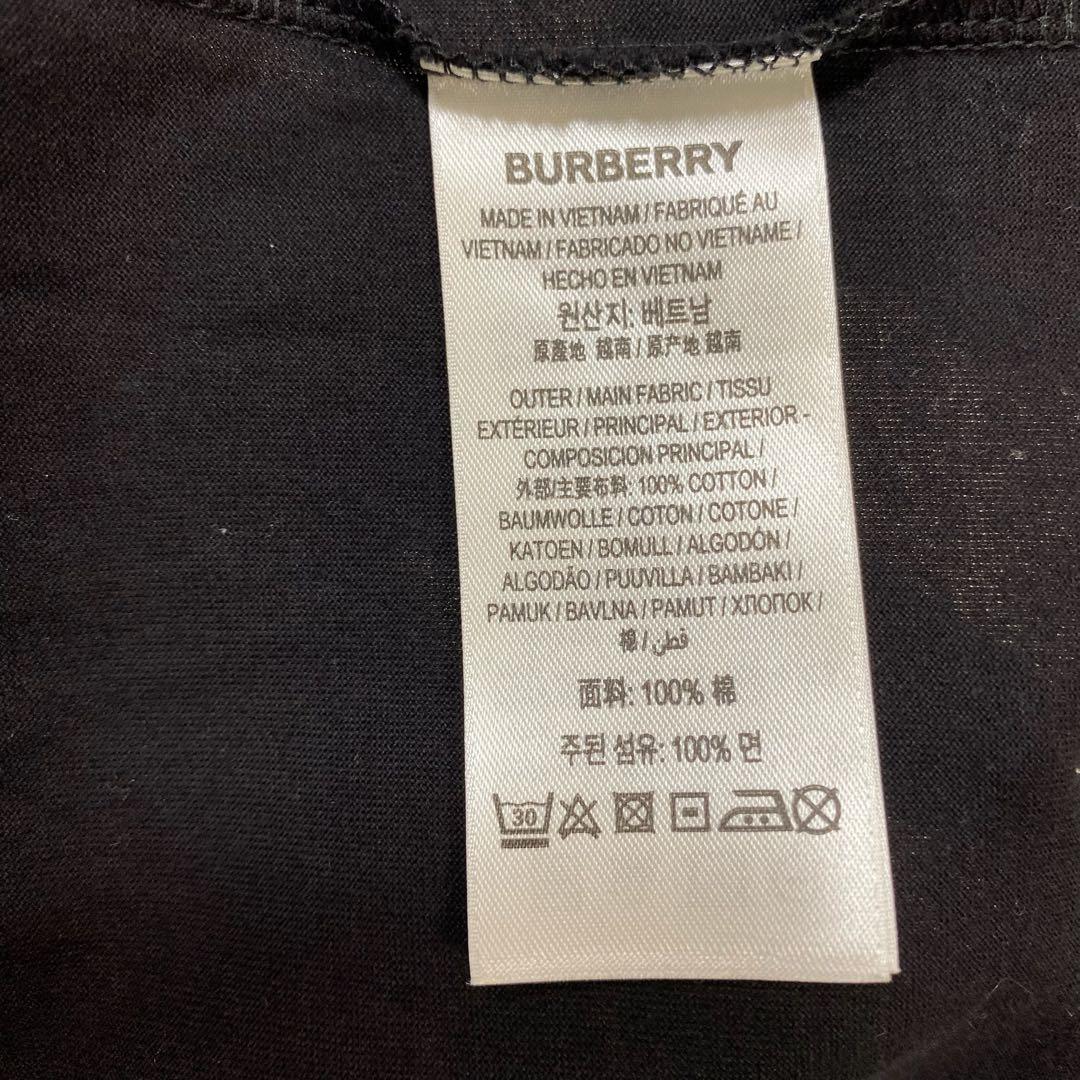 BURBERRY
MADE IN VIETNAM / FABRIQUÉ AU
VIETNAM / FABRICADO NO VIETNAME /
HECHO EN VIETNAM
원산지: 베트남
原產地 越南 / 原产地 越南
OUTER / MAIN FABRIC / TISSU
EXTÉRIEUR / PRINCIPAL / EXTERIOR -
COMPOSICION PRINCIPAL /
外部/主要布料: 100% COTTON /
BAUMWOLLE / COTON / COTONE /
KATOEN / BOMULL / ALGODÓN /
ALGODÃO / PUUVILLA / BAMBAKI /
PAMUK / BAVLNA / PAMUT / ХЛОПОК /
棉 / قطن
面料: 100% 棉
주된 섬유: 100% 면
30